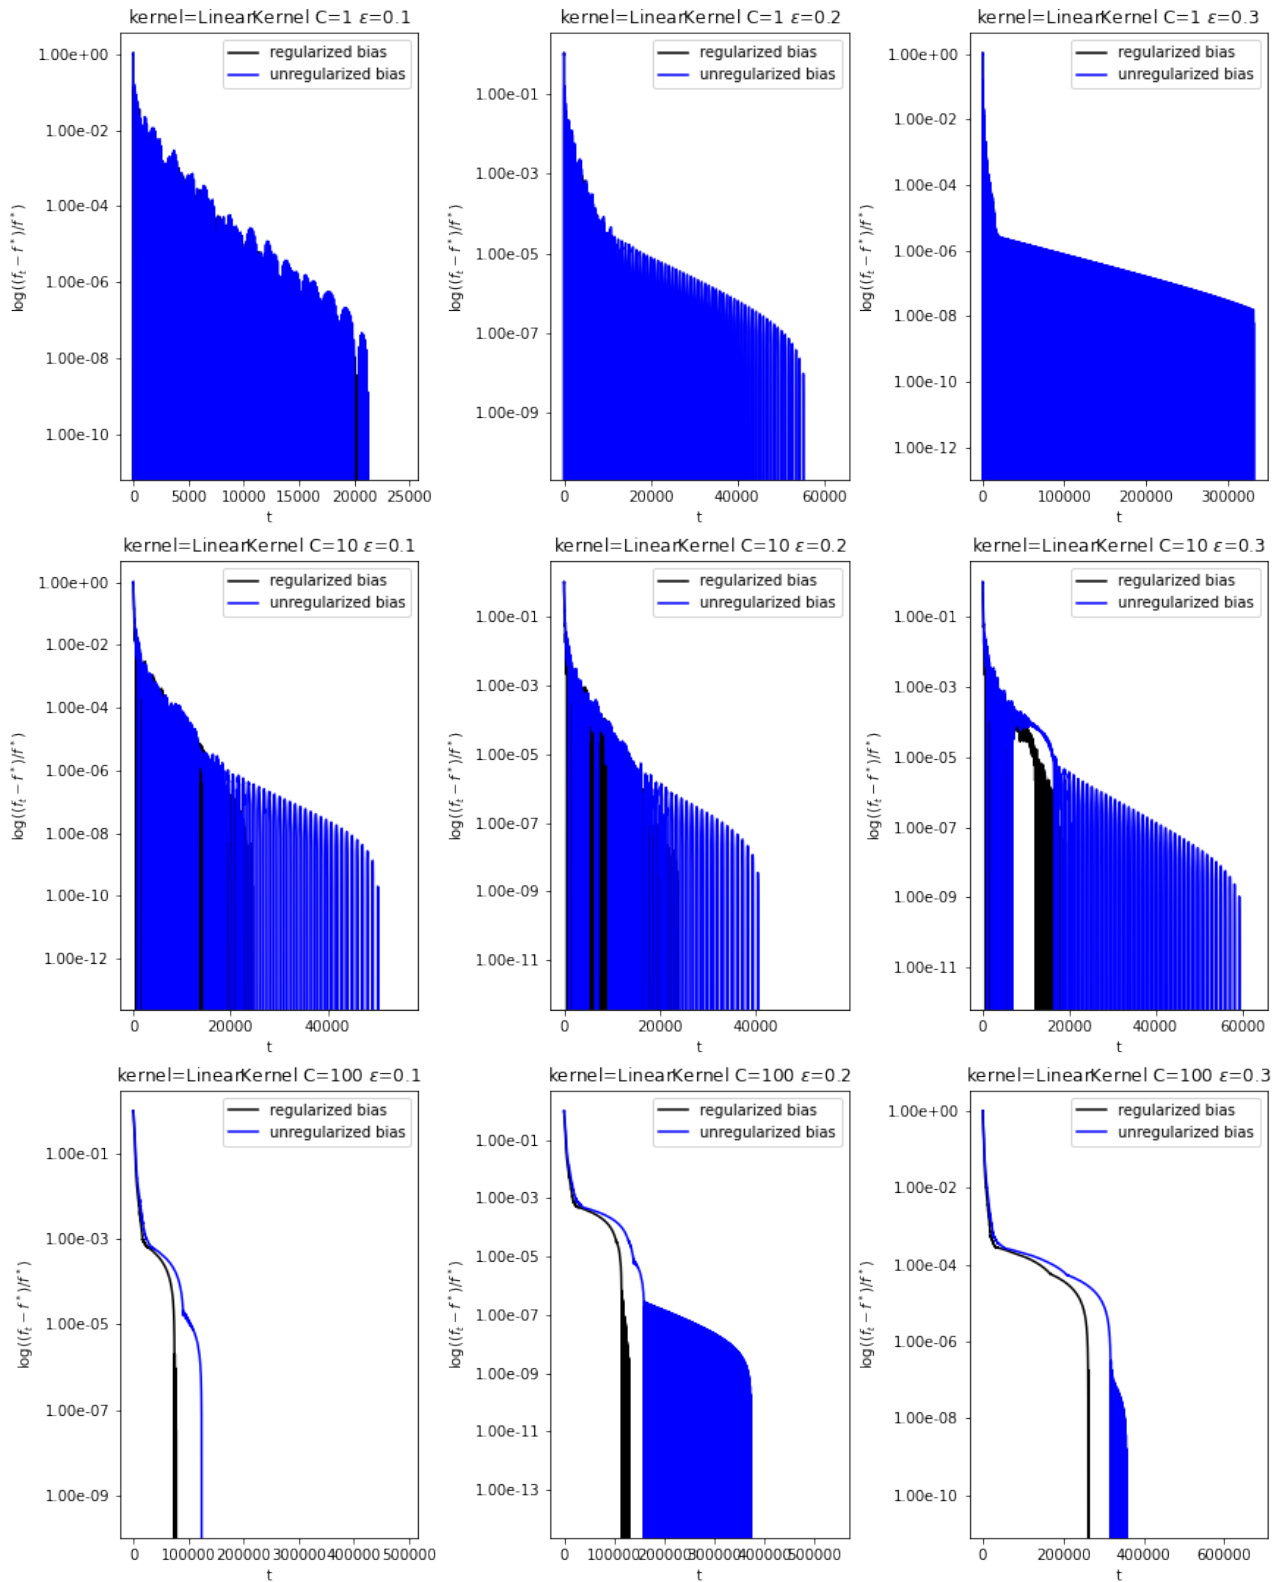 kernel=LinearKernel C=1 ε=0.1
regularized bias
unregularized bias
1.00e+00
1.00e-02
1.00e-04
1.00e-06
1.00e-08
1.00e-10
log((f_t − f*)/f*)
0 5000 10000 15000 20000 25000
t
kernel=LinearKernel C=1 ε=0.2
regularized bias
unregularized bias
1.00e-01
1.00e-03
1.00e-05
1.00e-07
1.00e-09
log((f_t − f*)/f*)
0 20000 40000 60000
t
kernel=LinearKernel C=1 ε=0.3
regularized bias
unregularized bias
1.00e+00
1.00e-02
1.00e-04
1.00e-06
1.00e-08
1.00e-10
1.00e-12
log((f_t − f*)/f*)
0 100000 200000 300000
t
kernel=LinearKernel C=10 ε=0.1
regularized bias
unregularized bias
1.00e+00
1.00e-02
1.00e-04
1.00e-06
1.00e-08
1.00e-10
1.00e-12
log((f_t − f*)/f*)
0 20000 40000
t
kernel=LinearKernel C=10 ε=0.2
regularized bias
unregularized bias
1.00e-01
1.00e-03
1.00e-05
1.00e-07
1.00e-09
1.00e-11
log((f_t − f*)/f*)
0 20000 40000
t
kernel=LinearKernel C=10 ε=0.3
regularized bias
unregularized bias
1.00e-01
1.00e-03
1.00e-05
1.00e-07
1.00e-09
1.00e-11
log((f_t − f*)/f*)
0 20000 40000 60000
t
kernel=LinearKernel C=100 ε=0.1
regularized bias
unregularized bias
1.00e-01
1.00e-03
1.00e-05
1.00e-07
1.00e-09
log((f_t − f*)/f*)
0 100000 200000 300000 400000 500000
t
kernel=LinearKernel C=100 ε=0.2
regularized bias
unregularized bias
1.00e-01
1.00e-03
1.00e-05
1.00e-07
1.00e-09
1.00e-11
1.00e-13
log((f_t − f*)/f*)
0 100000 200000 300000 400000 500000
t
kernel=LinearKernel C=100 ε=0.3
regularized bias
unregularized bias
1.00e+00
1.00e-02
1.00e-04
1.00e-06
1.00e-08
1.00e-10
log((f_t − f*)/f*)
0 200000 400000 600000
t